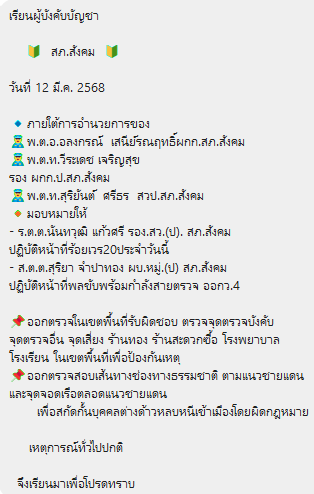 เรียนผู้บังคับบัญชา
🔰 สภ.สังคม 🔰
วันที่ 12 มี.ค. 2568
🔹ภายใต้การอำนวยการของ
👮พ.ต.อ.อลงกรณ์ เสนีย์รณฤทธิ์ผกก.สภ.สังคม
👮พ.ต.ท.วีระเดช เจริญสุข
รอง ผกก.ป.สภ.สังคม
👮พ.ต.ท.สุริยันต์ ศรีธร สวป.สภ.สังคม
🔸มอบหมายให้
- ร.ต.ต.นันทวุฒิ แก้วศรี รอง.สว.(ป). สภ.สังคม
ปฏิบัติหน้าที่ร้อยเวร20ประจำวันนี้
- ส.ต.ต.สุริยา จำปาทอง ผบ.หมู่.(ป) สภ.สังคม
ปฏิบัติหน้าที่พลขับพร้อมกำลังสายตรวจ ออกว.4
📌ออกตรวจในเขตพื้นที่รับผิดชอบ ตรวจจุดตรวจบังคับ
จุดตรวจอื่น จุดเสี่ยง ร้านทอง ร้านสะดวกซื้อ โรงพยาบาล
โรงเรียน ในเขตพื้นที่เพื่อป้องกันเหตุ
📌ออกตรวจสอบเส้นทางช่องทางธรรมชาติ ตามแนวชายแดน
และจุดจอดเรือตลอดแนวชายแดน
เพื่อสกัดกั้นบุคคลต่างด้าวหลบหนีเข้าเมืองโดยผิดกฎหมาย
เหตุการณ์ทั่วไปปกติ
จึงเรียนมาเพื่อโปรดทราบ